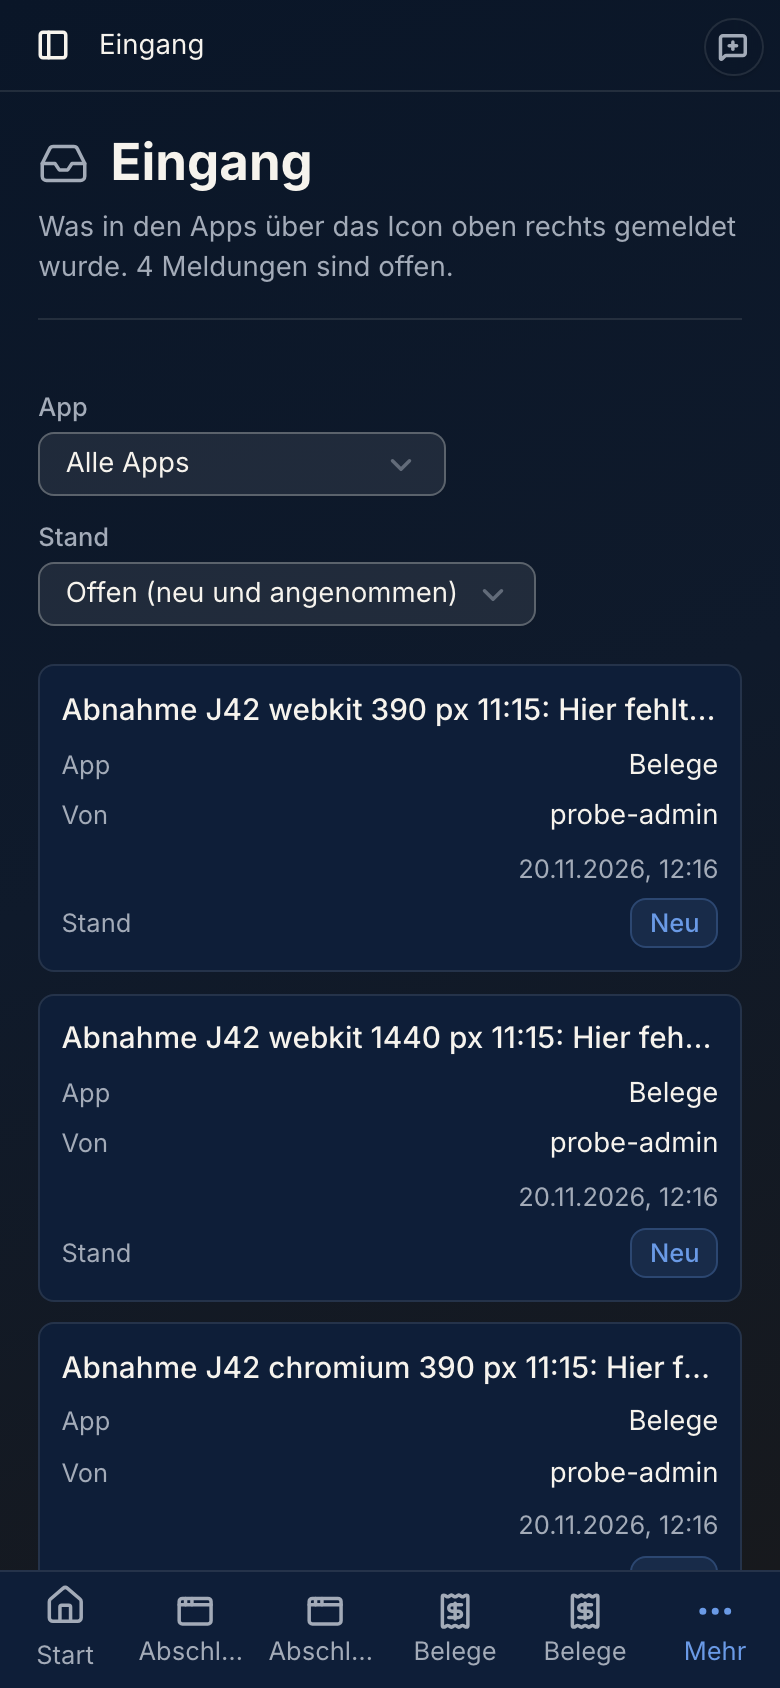 Eingang
Eingang
Was in den Apps über das Icon oben rechts gemeldet
wurde. 4 Meldungen sind offen.
App
Alle Apps
Stand
Offen (neu und angenommen)
Abnahme J42 webkit 390 px 11:15: Hier fehlt...
App Belege
Von probe-admin
20.11.2026, 12:16
Stand Neu
Abnahme J42 webkit 1440 px 11:15: Hier feh...
App Belege
Von probe-admin
20.11.2026, 12:16
Stand Neu
Abnahme J42 chromium 390 px 11:15: Hier f...
App Belege
Von probe-admin
20.11.2026, 12:16
Start Abschl... Abschl... Belege Belege Mehr